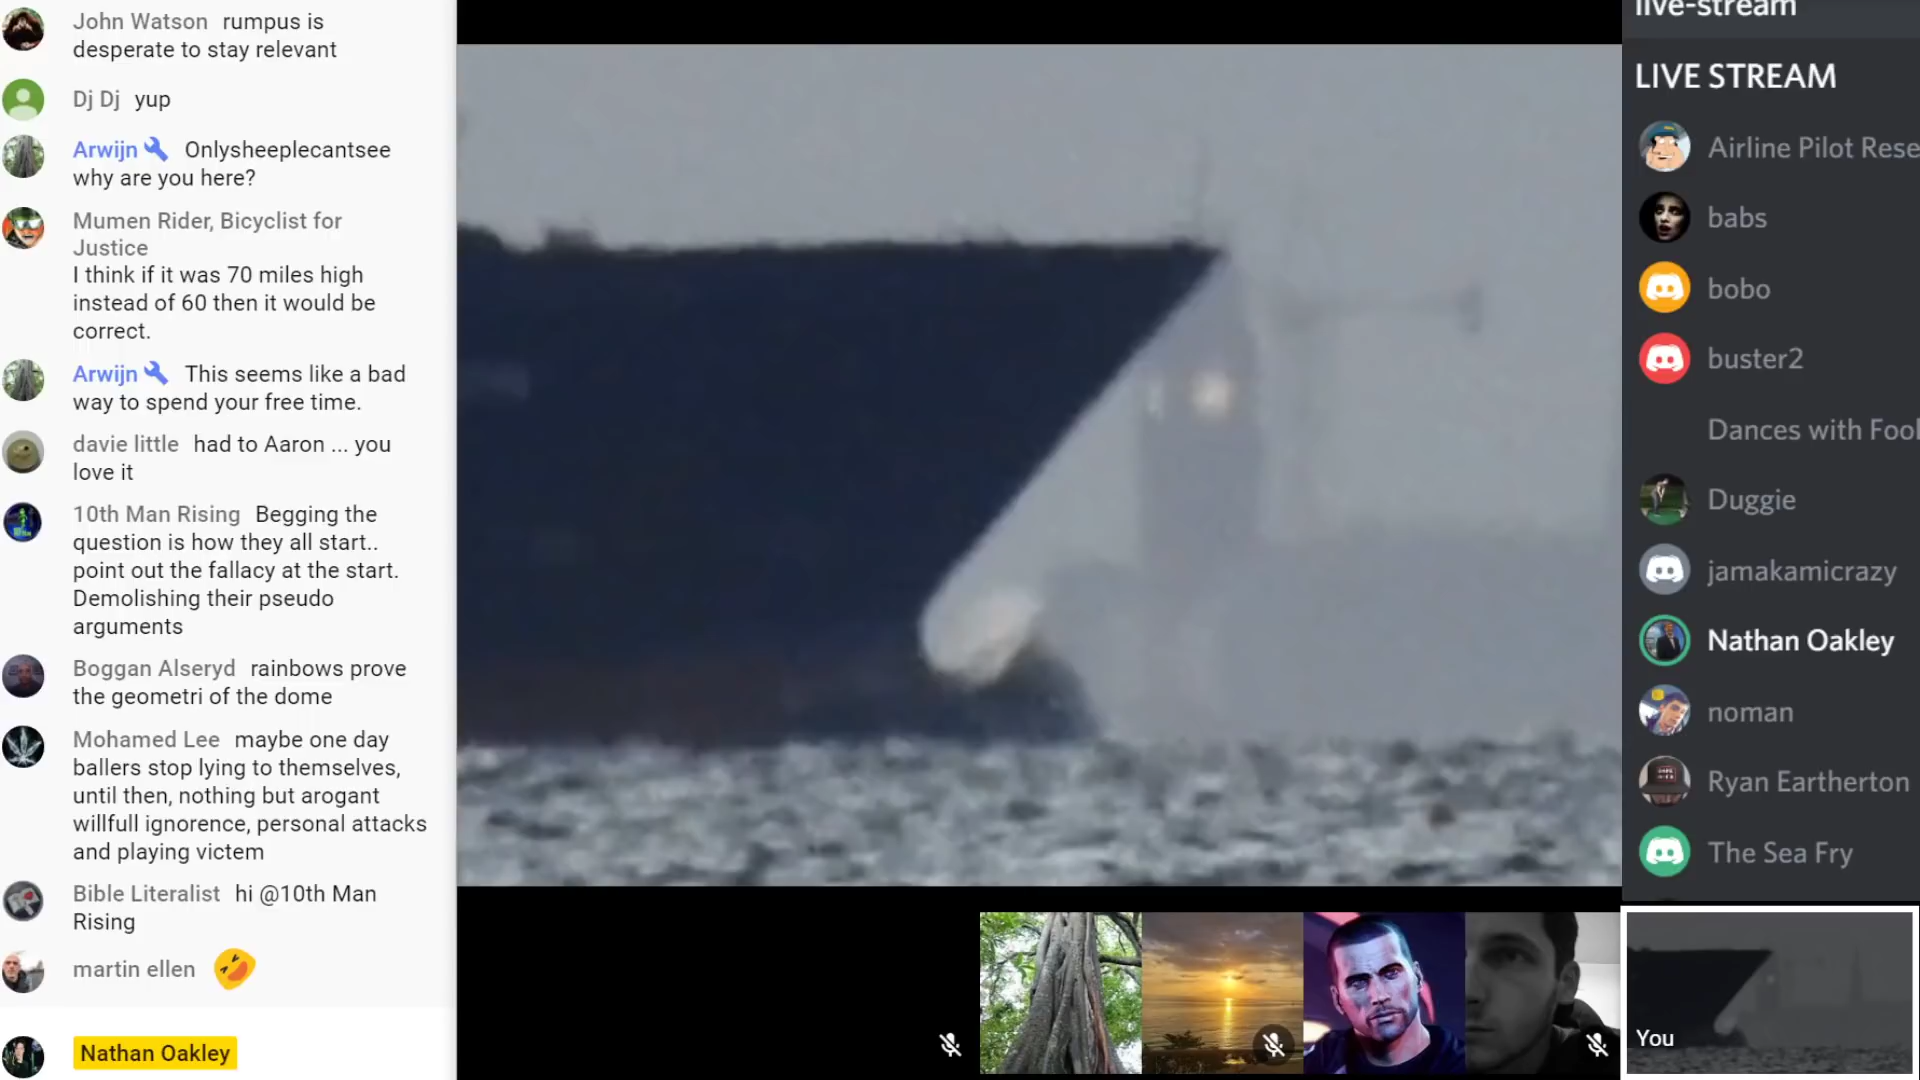 John Watson rumpus is
desperate to stay relevant
Dj Dj yup
Arwijn Onlysheeplecantsee
why are you here?
Mumen Rider, Bicyclist for
Justice
I think if it was 70 miles high
instead of 60 then it would be
correct.
Arwijn This seems like a bad
way to spend your free time.
davie little had to Aaron ... you
love it
10th Man Rising Begging the
question is how they all start..
point out the fallacy at the start.
Demolishing their pseudo
arguments
Boggan Alseryd rainbows prove
the geometri of the dome
Mohamed Lee maybe one day
ballers stop lying to themselves,
until then, nothing but arogant
willfull ignorence, personal attacks
and playing victem
Bible Literalist hi @10th Man
Rising
martin ellen
Nathan Oakley
live-stream
LIVE STREAM
Airline Pilot Rese
babs
bobo
buster2
Dances with Fool
Duggie
jamakamicrazy
Nathan Oakley
noman
Ryan Eartherton
The Sea Fry
You